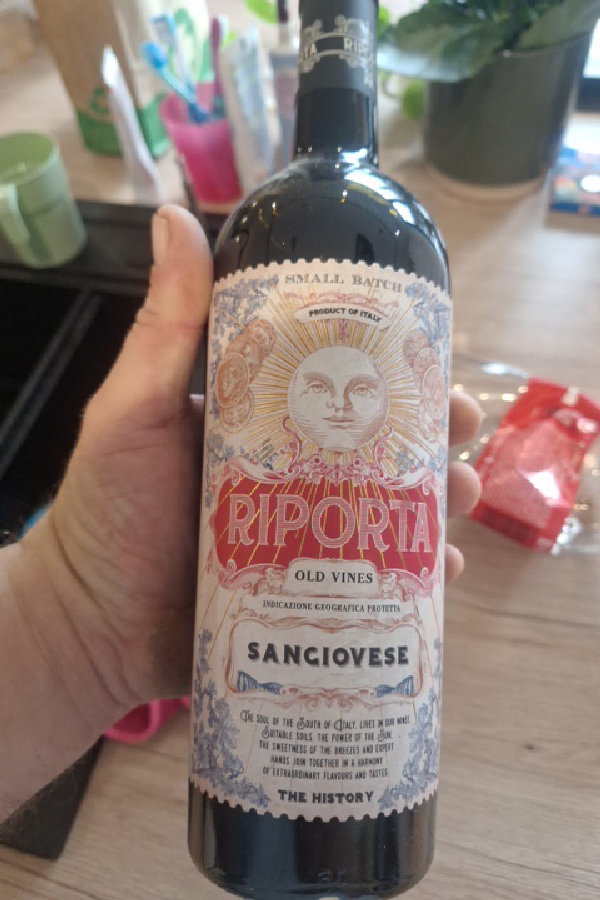 SMALL BATCH
PRODUCT OF ITALY
RIPORTA
OLD VINES
INDICAZIONE GEOGRAFICA PROTETTA
SANGIOVESE
THE SOUL OF THE SOUTH OF ITALY, LIVES IN OUR WINES
SUITABLE SOILS, THE POWER OF THE SUN,
THE SWEETNESS OF THE BREEZES AND EXPERT
HANDS JOIN TOGETHER IN A HARMONY
OF EXTRAORDINARY FLAVOURS AND TASTES.
THE HISTORY